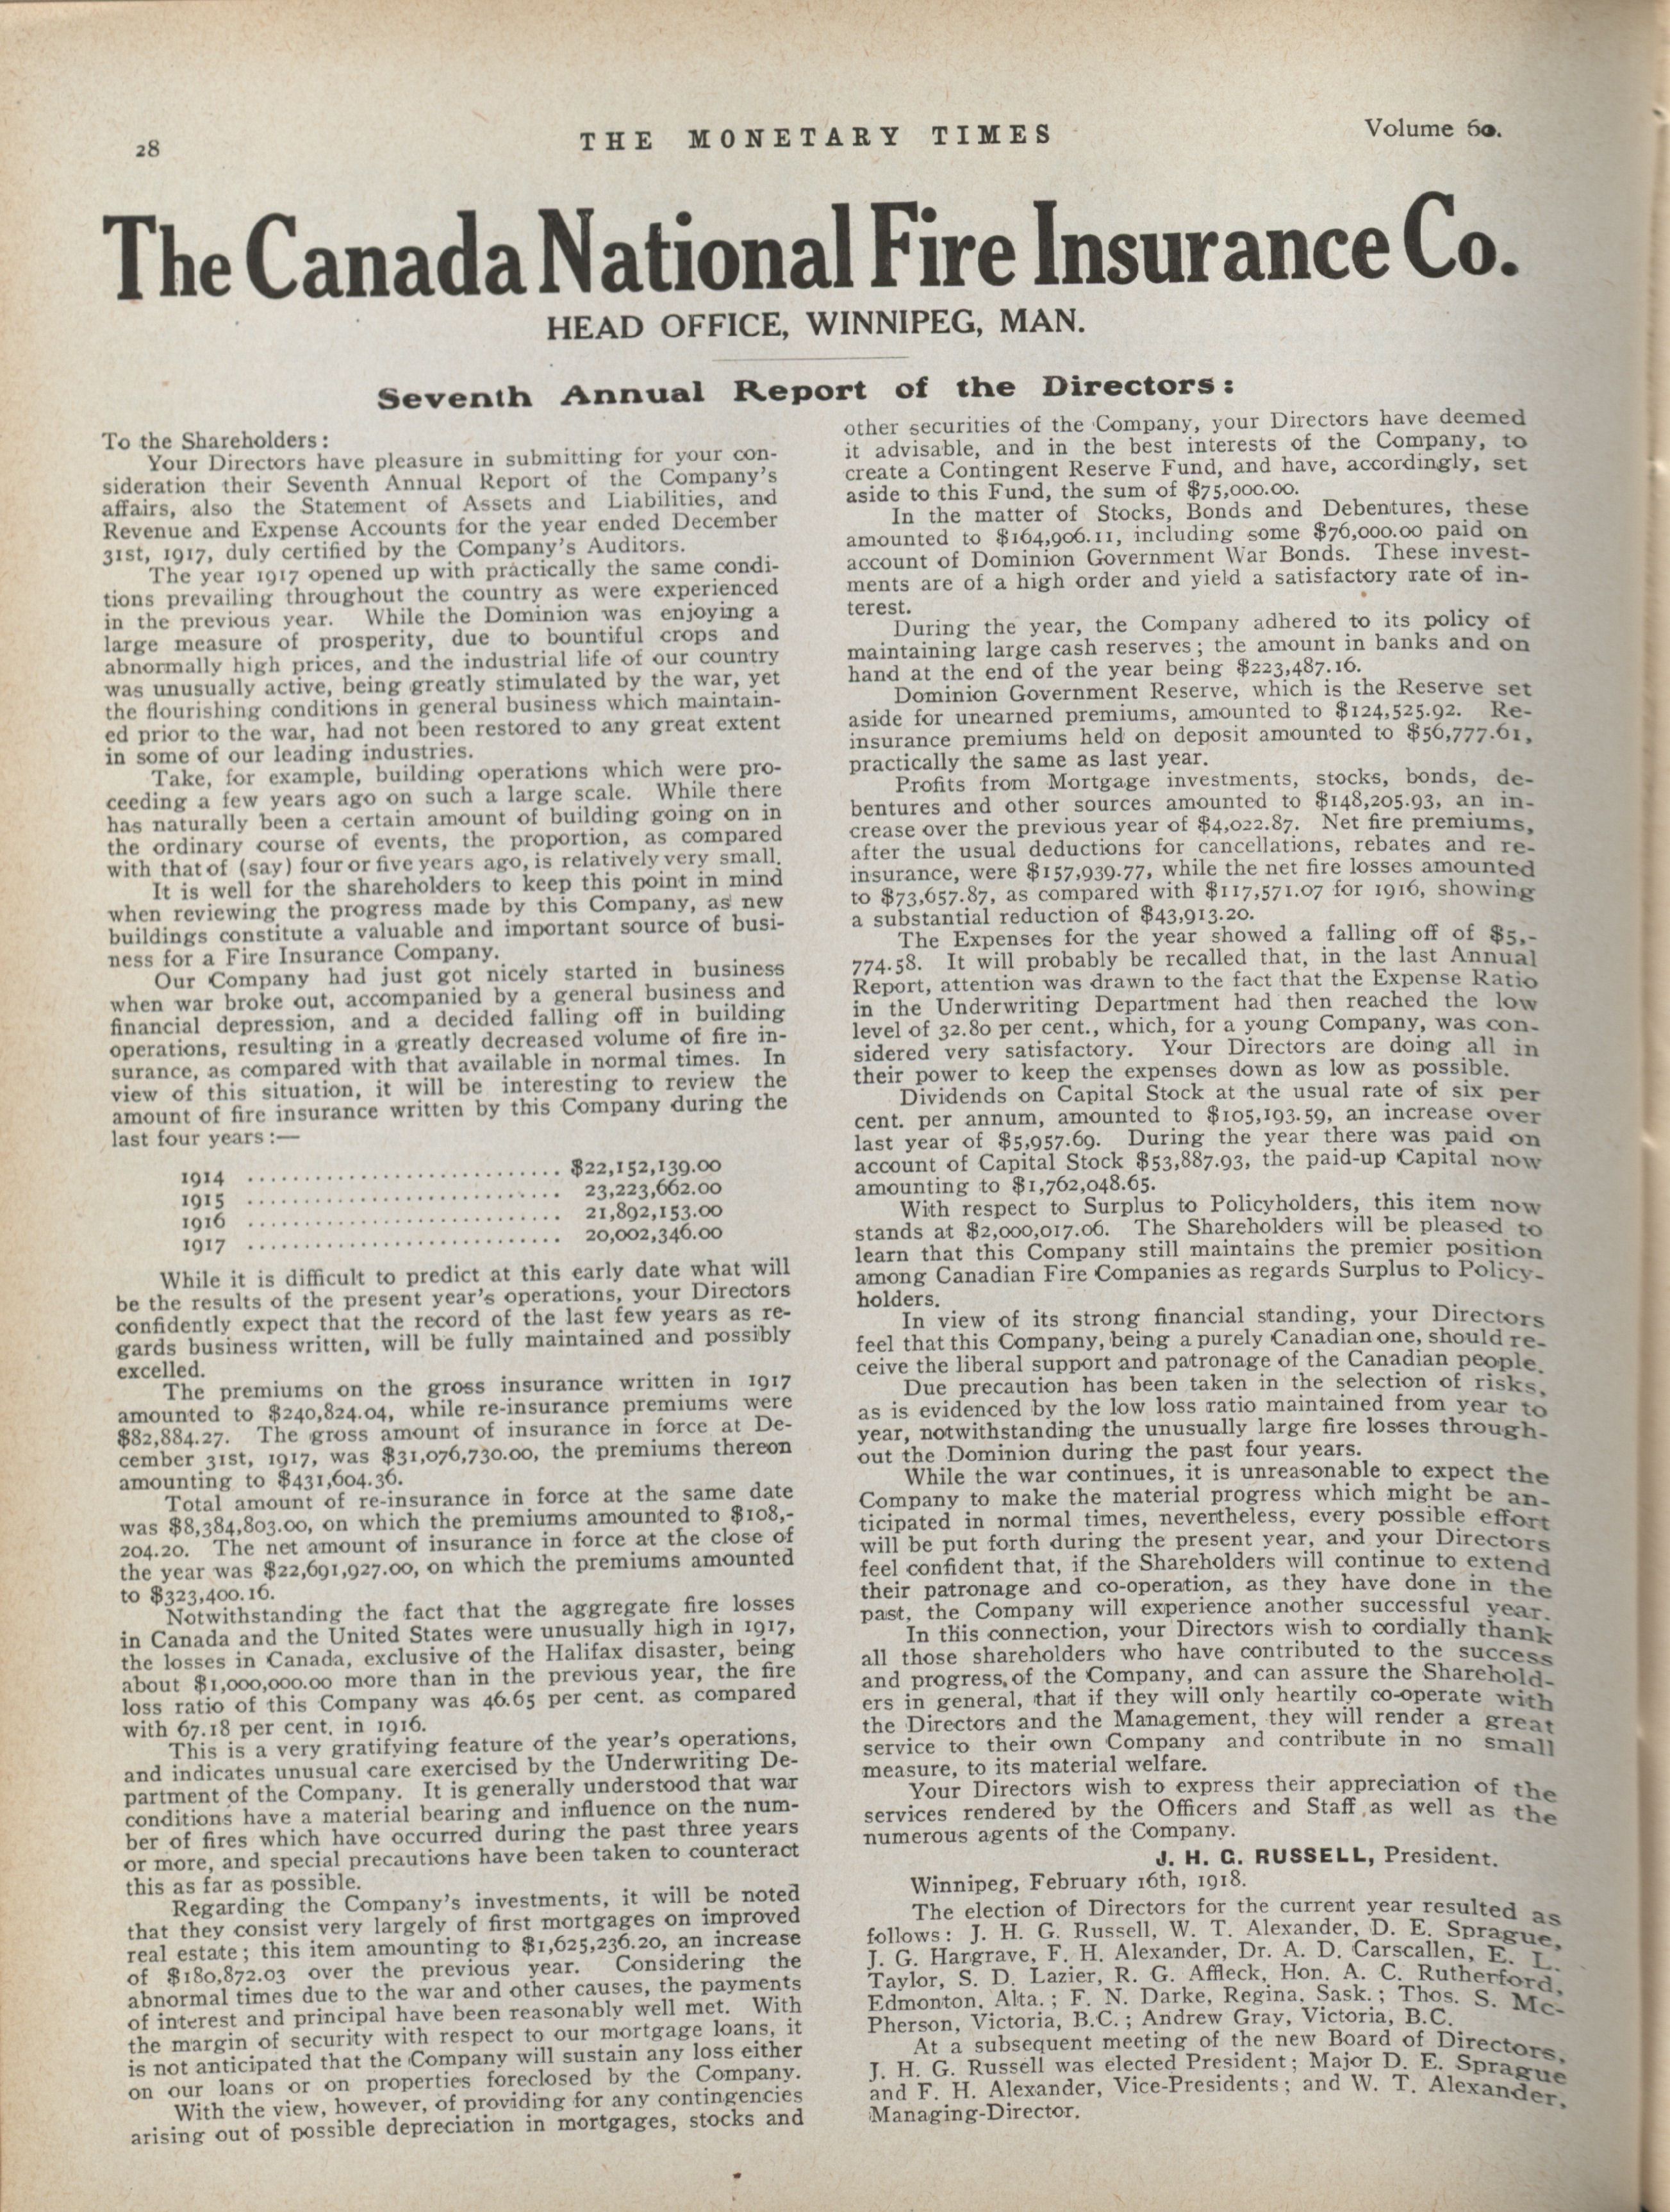 28
THE MONETARY TIMES
Volume 60.
The Canada National Fire Insurance Co.
HEAD OFFICE, WINNIPEG, MAN.
Seventh Annual Report of the Directors:
To the Shareholders:
Your Directors have pleasure in submitting for your con-
sideration their Seventh Annual Report of the Company's
affairs, also the Statement of Assets and Liabilities, and
Revenue and Expense Accounts for the year ended December
31st, 1917, duly certified by the Company's Auditors.
The year 1917 opened up with practically the same condi-
tions prevailing throughout the country as were experienced
in the previous year. While the Dominion was enjoying a
large measure of prosperity, due to bountiful crops and
abnormally high prices, and the industrial life of our country
was unusually active, being greatly stimulated by the war, yet
the flourishing conditions in general business which maintain-
ed prior to the war, had not been restored to any great extent
in some of our leading industries.
Take, for example, building operations which were pro-
ceeding a few years ago on such a large scale. While there
has naturally been a certain amount of building going on in
the ordinary course of events, the proportion, as compared
with that of (say) four or five years ago, is relatively very small.
It is well for the shareholders to keep this point in mind
when reviewing the progress made by this Company, as new
buildings constitute a valuable and important source of busi-
ness for a Fire Insurance Company.
Our Company had just got nicely started in business
when war broke out, accompanied by a general business and
financial depression, and a decided falling off in building
operations, resulting in a greatly decreased volume of fire in-
surance, as compared with that available in normal times. In
view of this situation, it will be interesting to review the
amount of fire insurance written by this Company during the
last four years:—
1914 ............................ $22,152,139.00
1915 ............................ 23,223,662.00
1916 ............................ 21,892,153.00
1917 ............................ 20,002,346.00
While it is difficult to predict at this early date what will
be the results of the present year's operations, your Directors
confidently expect that the record of the last few years as re-
gards business written, will be fully maintained and possibly
excelled.
The premiums on the gross insurance written in 1917
amounted to $240,824.04, while re-insurance premiums were
$82,884.27. The gross amount of insurance in force at De-
cember 31st, 1917, was $31,076,730.00, the premiums thereon
amounting to $431,604.36.
Total amount of re-insurance in force at the same date
was $8,384,803.00, on which the premiums amounted to $108,-
204.20. The net amount of insurance in force at the close of
the year was $22,691,927.00, on which the premiums amounted
to $323,400.16.
Notwithstanding the fact that the aggregate fire losses
in Canada and the United States were unusually high in 1917,
the losses in Canada, exclusive of the Halifax disaster, being
about $1,000,000.00 more than in the previous year, the fire
loss ratio of this Company was 46.65 per cent. as compared
with 67.18 per cent. in 1916.
This is a very gratifying feature of the year's operations,
and indicates unusual care exercised by the Underwriting De-
partment of the Company. It is generally understood that war
conditions have a material bearing and influence on the num-
ber of fires which have occurred during the past three years
or more, and special precautions have been taken to counteract
this as far as possible.
Regarding the Company's investments, it will be noted
that they consist very largely of first mortgages on improved
real estate; this item amounting to $1,625,236.20, an increase
of $180,872.03 over the previous year. Considering the
abnormal times due to the war and other causes, the payments
of interest and principal have been reasonably well met. With
the margin of security with respect to our mortgage loans, it
is not anticipated that the Company will sustain any loss either
on our loans or on properties foreclosed by the Company.
With the view, however, of providing for any contingencies
arising out of possible depreciation in mortgages, stocks and
other securities of the Company, your Directors have deemed
it advisable, and in the best interests of the Company, to
create a Contingent Reserve Fund, and have, accordingly, set
aside to this Fund, the sum of $75,000.00.
In the matter of Stocks, Bonds and Debentures, these
amounted to $164,906.11, including some $76,000.00 paid on
account of Dominion Government War Bonds. These invest-
ments are of a high order and yield a satisfactory rate of in-
terest.
During the year, the Company adhered to its policy of
maintaining large cash reserves; the amount in banks and on
hand at the end of the year being $223,487.16.
Dominion Government Reserve, which is the Reserve set
aside for unearned premiums, amounted to $124,525.92. Re-
insurance premiums held on deposit amounted to $56,777.61,
practically the same as last year.
Profits from Mortgage investments, stocks, bonds, de-
bentures and other sources amounted to $148,205.93, an in-
crease over the previous year of $4,022.87. Net fire premiums,
after the usual deductions for cancellations, rebates and re-
insurance, were $157,939.77, while the net fire losses amounted
to $73,657.87, as compared with $117,571.07 for 1916, showing
a substantial reduction of $43,913.20.
The Expenses for the year showed a falling off of $5,-
774.58. It will probably be recalled that, in the last Annual
Report, attention was drawn to the fact that the Expense Ratio
in the Underwriting Department had then reached the low
level of 32.80 per cent., which, for a young Company, was con-
sidered very satisfactory. Your Directors are doing all in
their power to keep the expenses down as low as possible.
Dividends on Capital Stock at the usual rate of six per
cent. per annum, amounted to $105,193.59, an increase over
last year of $5,957.69. During the year there was paid on
account of Capital Stock $53,887.93, the paid-up Capital now
amounting to $1,762,048.65.
With respect to Surplus to Policyholders, this item now
stands at $2,000,017.06. The Shareholders will be pleased to
learn that this Company still maintains the premier position
among Canadian Fire Companies as regards Surplus to Policy-
holders.
In view of its strong financial standing, your Directors
feel that this Company, being a purely Canadian one, should re-
ceive the liberal support and patronage of the Canadian people.
Due precaution has been taken in the selection of risks,
as is evidenced by the low loss ratio maintained from year to
year, notwithstanding the unusually large fire losses through-
out the Dominion during the past four years.
While the war continues, it is unreasonable to expect the
Company to make the material progress which might be an-
ticipated in normal times, nevertheless, every possible effort
will be put forth during the present year, and your Directors
feel confident that, if the Shareholders will continue to extend
their patronage and co-operation, as they have done in the
past, the Company will experience another successful year.
In this connection, your Directors wish to cordially thank
all those shareholders who have contributed to the success
and progress of the Company, and can assure the Sharehold-
ers in general, that if they will only heartily co-operate with
the Directors and the Management, they will render a great
service to their own Company and contribute in no small
measure, to its material welfare.
Your Directors wish to express their appreciation of the
services rendered by the Officers and Staff as well as the
numerous agents of the Company.
J. H. G. RUSSELL, President.
Winnipeg, February 16th, 1918.
The election of Directors for the current year resulted as
follows: J. H. G. Russell, W. T. Alexander, D. E. Sprague,
J. G. Hargrave, F. H. Alexander, Dr. A. D. Carscallen, E. L.
Taylor, S. D. Lazier, R. G. Affleck, Hon. A. C. Rutherford,
Edmonton, Alta.; F. N. Darke, Regina, Sask.; Thos. S. Mc-
Pherson, Victoria, B.C.; Andrew Gray, Victoria, B.C.
At a subsequent meeting of the new Board of Directors,
J. H. G. Russell was elected President; Major D. E. Sprague
and F. H. Alexander, Vice-Presidents; and W. T. Alexander,
Managing-Director.